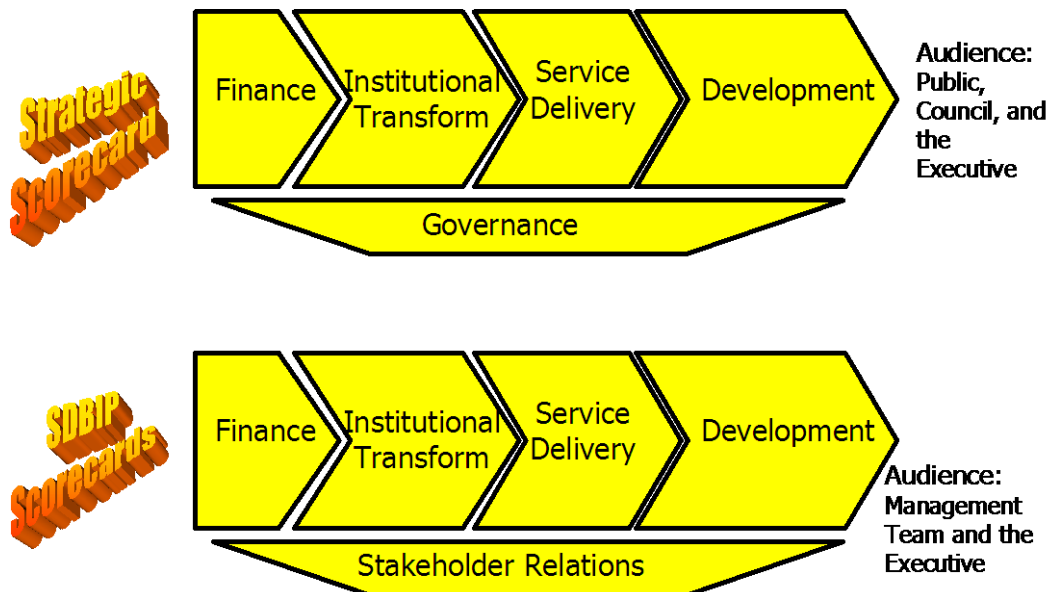 Strategic
Scorecard
Finance
Institutional
Transform
Service
Delivery
Development
Audience:
Public,
Council, and
the
Executive
Governance
SDBIP
Scorecards
Finance
Institutional
Transform
Service
Delivery
Development
Audience:
Management
Team and the
Executive
Stakeholder Relations